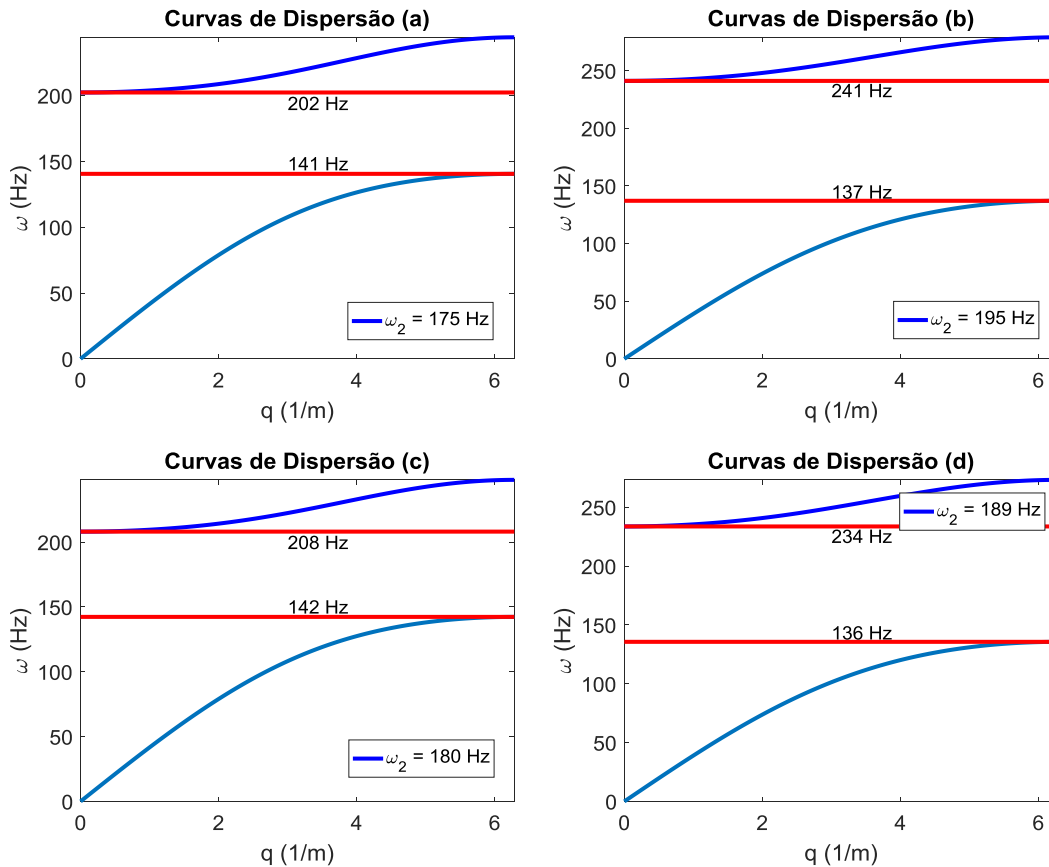 Curvas de Dispersão (a)
ω (Hz)
200
150
100
50
0
202 Hz
141 Hz
ω2 = 175 Hz
0 2 4 6
q (1/m)
Curvas de Dispersão (b)
ω (Hz)
250
200
150
100
50
0
241 Hz
137 Hz
ω2 = 195 Hz
0 2 4 6
q (1/m)
Curvas de Dispersão (c)
ω (Hz)
200
150
100
50
0
208 Hz
142 Hz
ω2 = 180 Hz
0 2 4 6
q (1/m)
Curvas de Dispersão (d)
ω (Hz)
250
200
150
100
50
0
ω2 = 189 Hz
234 Hz
136 Hz
0 2 4 6
q (1/m)